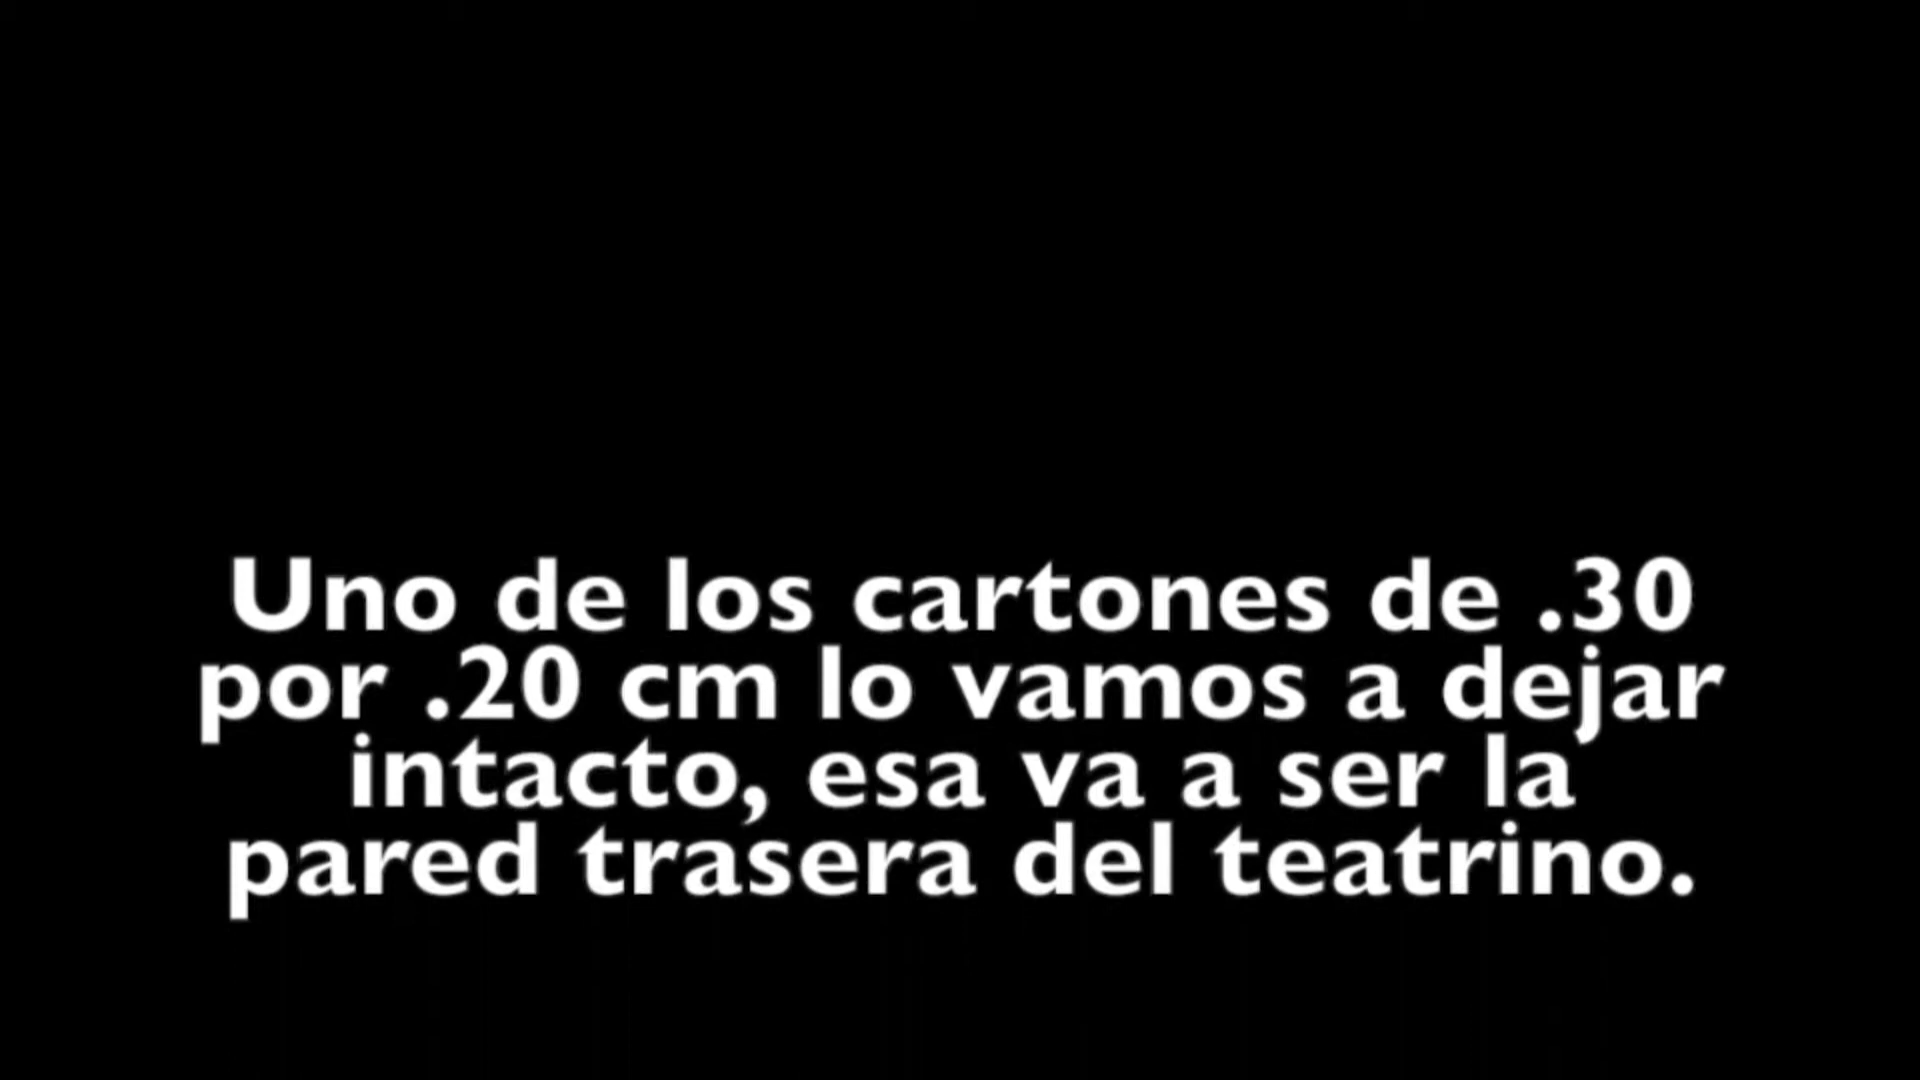 Uno de los cartones de .30
por .20 cm lo vamos a dejar
intacto, esa va a ser la
pared trasera del teatrino.